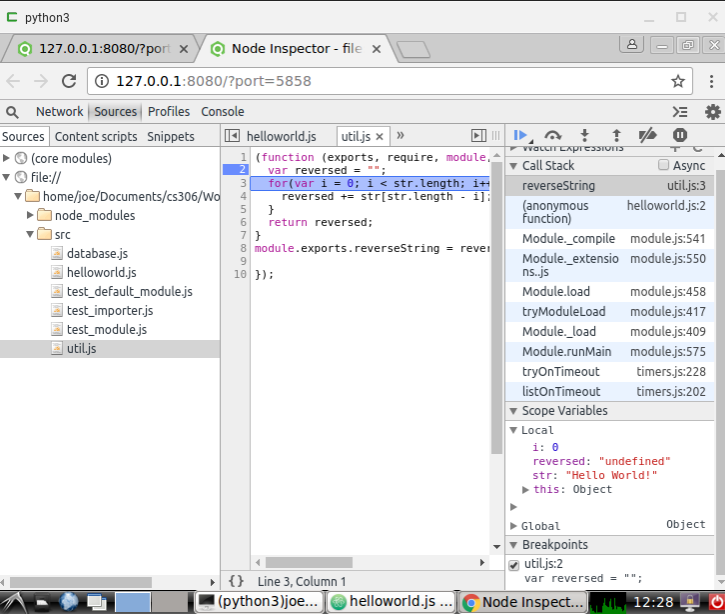 python3
127.0.0.1:8080/?port
Node Inspector - file
127.0.0.1:8080/?port=5858
Network Sources Profiles Console
Sources Content scripts Snippets
(core modules)
file://
home/joe/Documents/cs306/Wo
node_modules
src
database.js
helloworld.js
test_default_module.js
test_importer.js
test_module.js
util.js
helloworld.js util.js »
1 (function (exports, require, module,
2 var reversed = "";
3 for(var i = 0; i < str.length; i++
4 reversed += str[str.length - i];
5 }
6 return reversed;
7 }
8 module.exports.reverseString = rever
9
10 });
{} Line 3, Column 1
Watch Expressions
Call Stack Async
reverseString util.js:3
(anonymous function) helloworld.js:2
Module._compile module.js:541
Module._extensions..js module.js:550
Module.load module.js:458
tryModuleLoad module.js:417
Module._load module.js:409
Module.runMain module.js:575
tryOnTimeout timers.js:228
listOnTimeout timers.js:202
Scope Variables
Local
i: 0
reversed: "undefined"
str: "Hello World!"
this: Object
Global Object
Breakpoints
util.js:2
var reversed = "";
(python3)joe... helloworld.js ... Node Inspect... 12:28